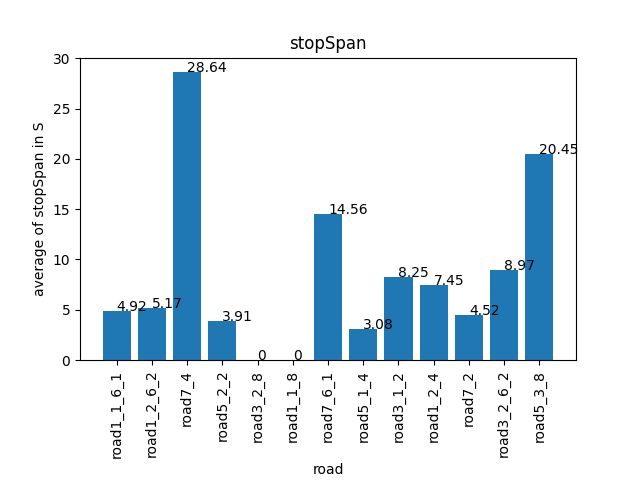 stopSpan
average of stopSpan in S
30
25
20
15
10
5
0
4.92
5.17
28.64
3.91
0
0
14.56
3.08
8.25
7.45
4.52
8.97
20.45
road1_1_6_1
road1_2_6_2
road7_4
road5_2_2
road3_2_8
road1_1_8
road7_6_1
road5_1_4
road3_1_2
road1_2_4
road7_2
road3_2_6_2
road5_3_8
road